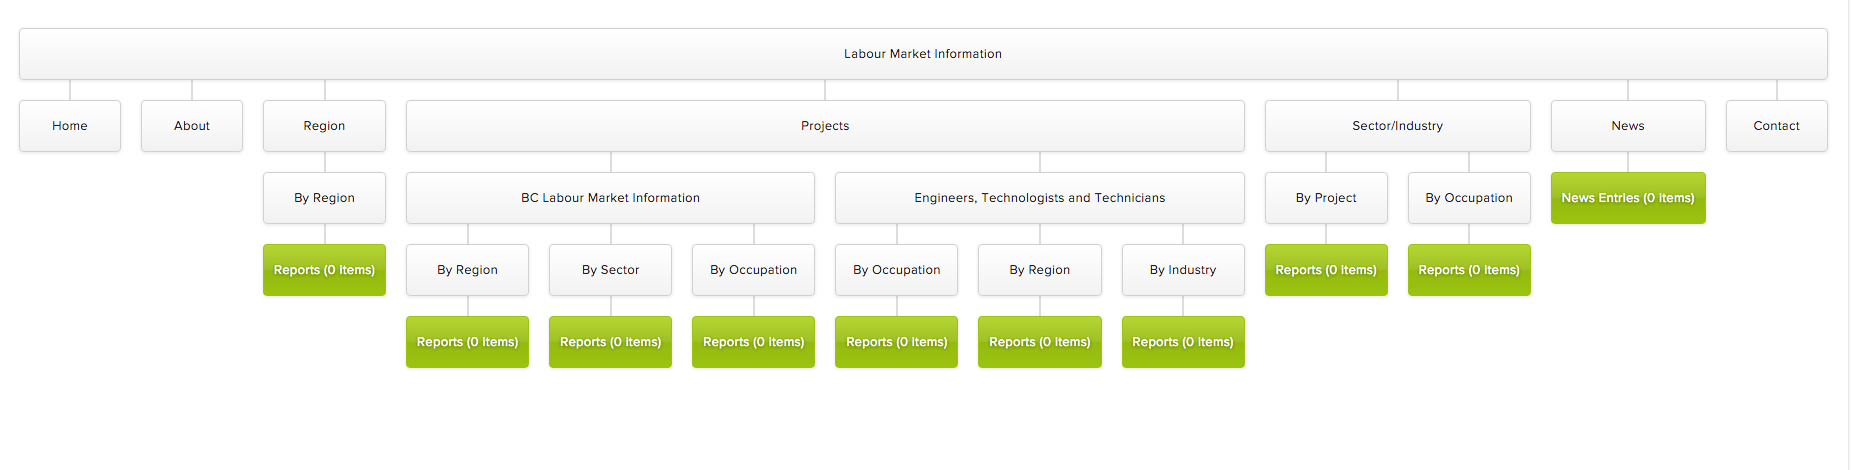 Labour Market Information
Home
About
Region
Projects
Sector/Industry
News
Contact
By Region
BC Labour Market Information
Engineers, Technologists and Technicians
By Project
By Occupation
News Entries (0 Items)
Reports (0 Items)
By Region
By Sector
By Occupation
By Occupation
By Region
By Industry
Reports (0 Items)
Reports (0 Items)
Reports (0 Items)
Reports (0 Items)
Reports (0 Items)
Reports (0 Items)
Reports (0 Items)
Reports (0 Items)